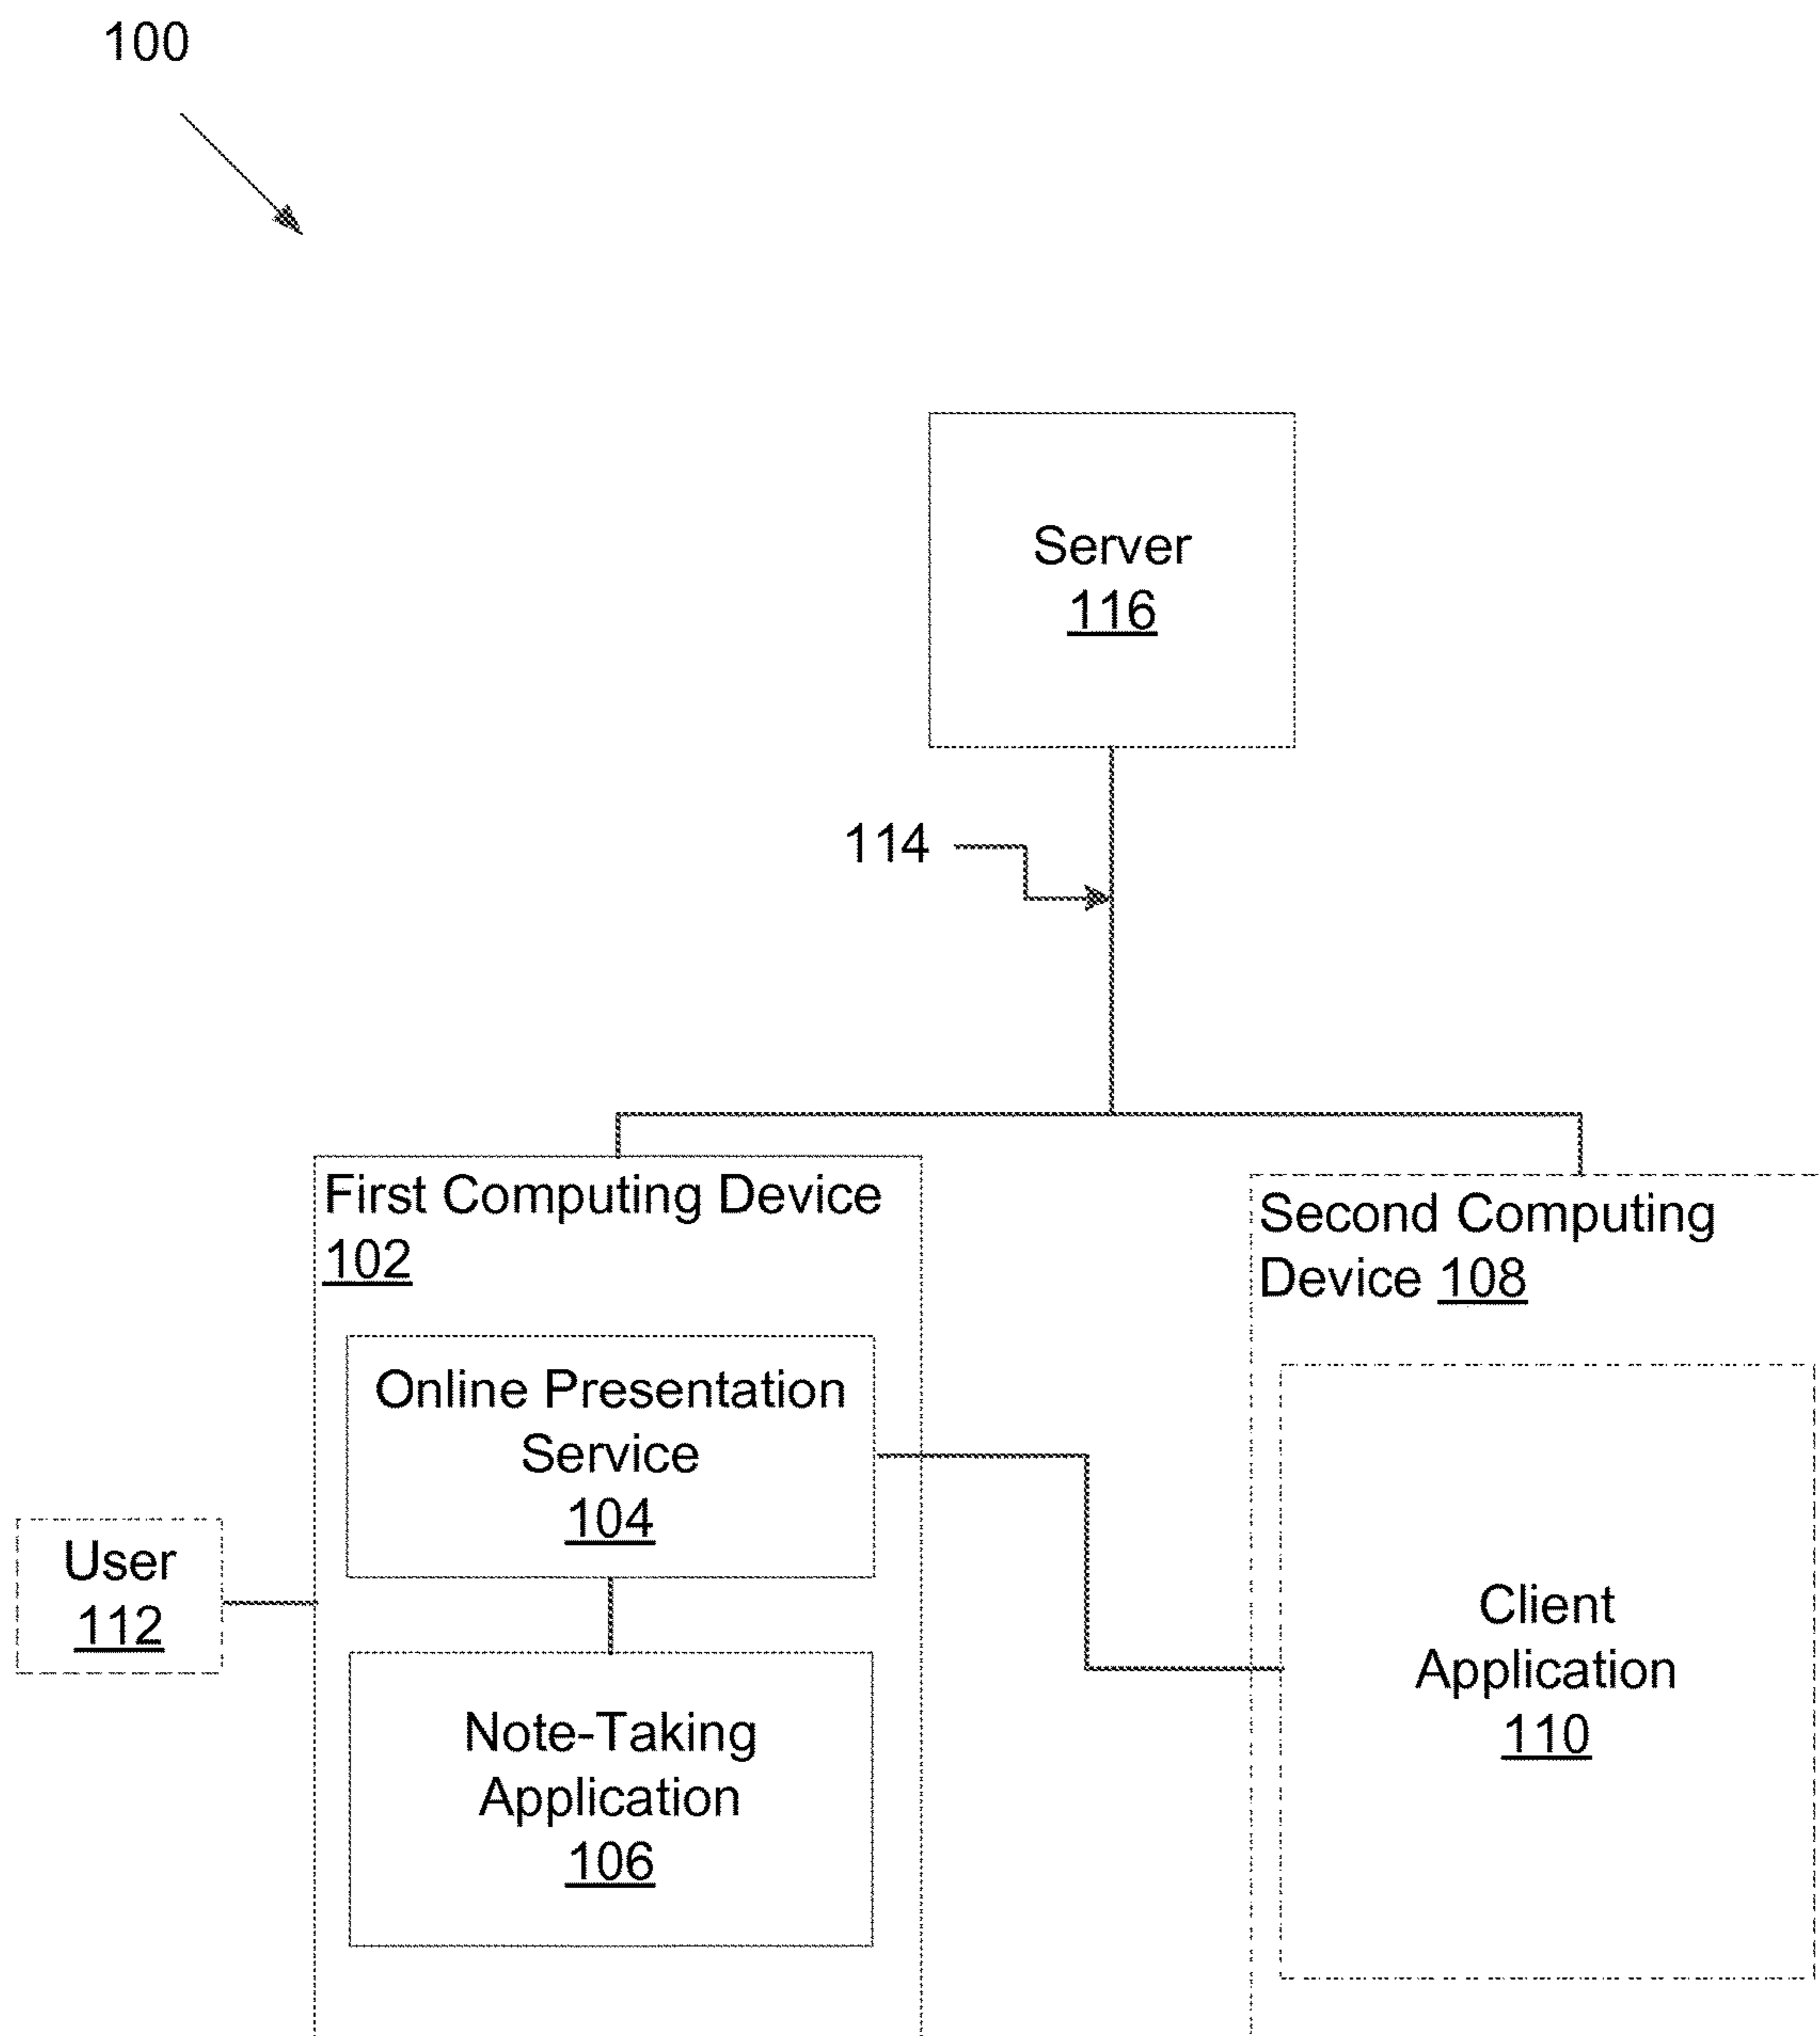 100
Server
116
114
First Computing Device
102
Second Computing
Device 108
Online Presentation
Service
104
User
112
Note-Taking
Application
106
Client
Application
110